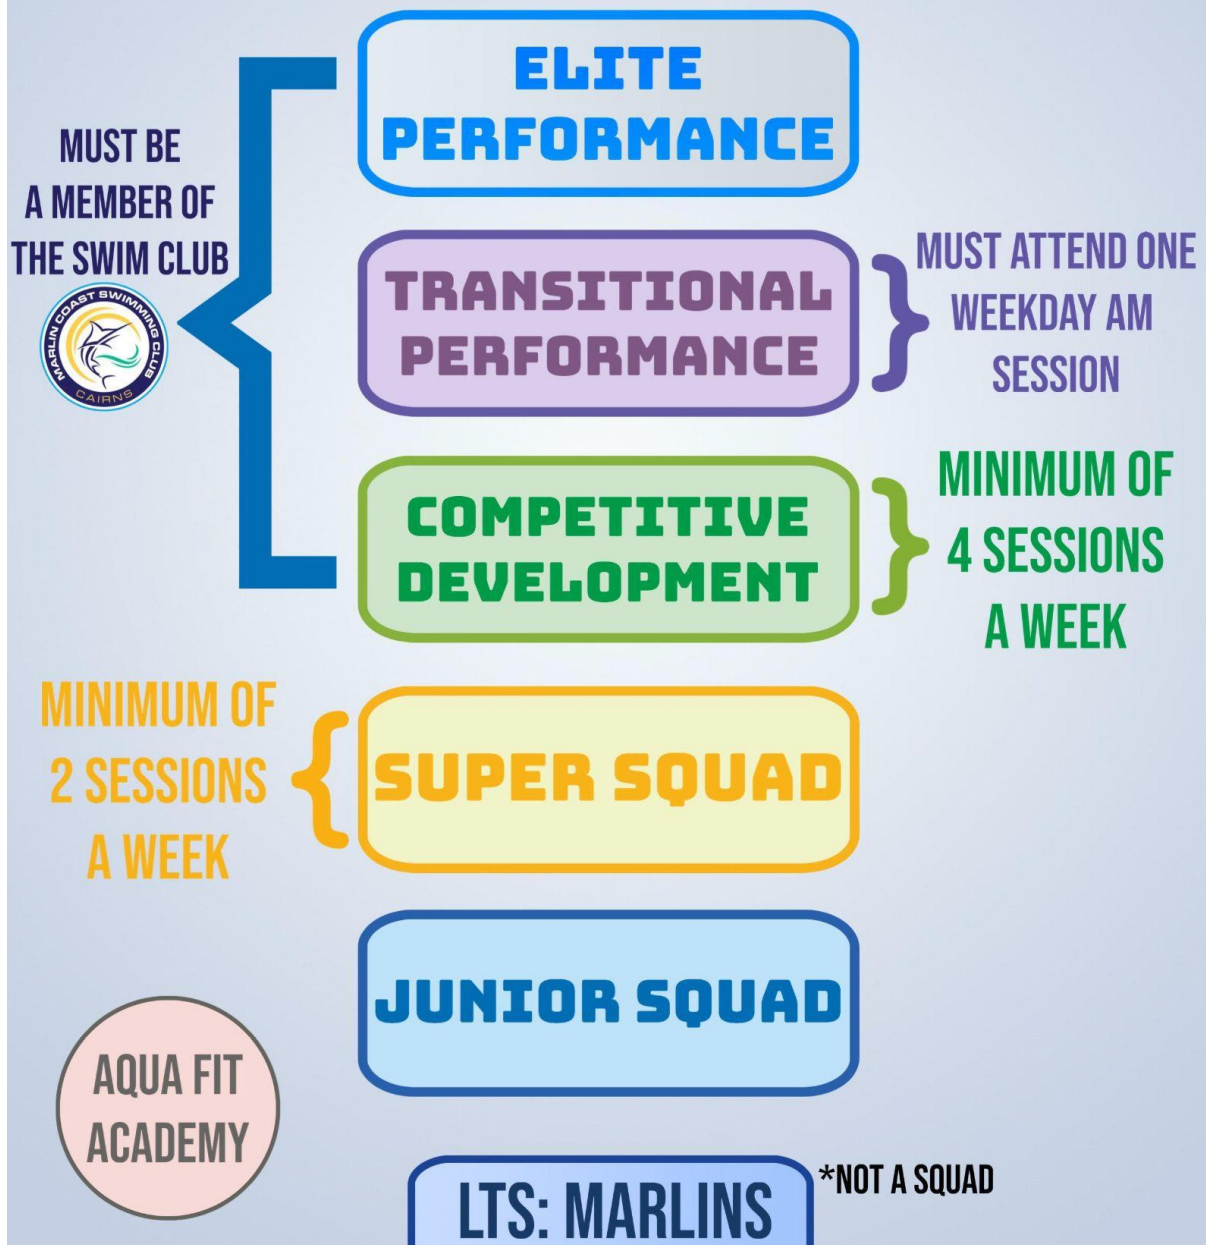 ELITE
PERFORMANCE
MUST BE
A MEMBER OF
THE SWIM CLUB
MARLIN COAST SWIMMING CLUB
CAIRNS
TRANSITIONAL
PERFORMANCE
MUST ATTEND ONE
WEEKDAY AM
SESSION
COMPETITIVE
DEVELOPMENT
MINIMUM OF
4 SESSIONS
A WEEK
MINIMUM OF
2 SESSIONS
A WEEK
SUPER SQUAD
JUNIOR SQUAD
AQUA FIT
ACADEMY
LTS: MARLINS
*NOT A SQUAD